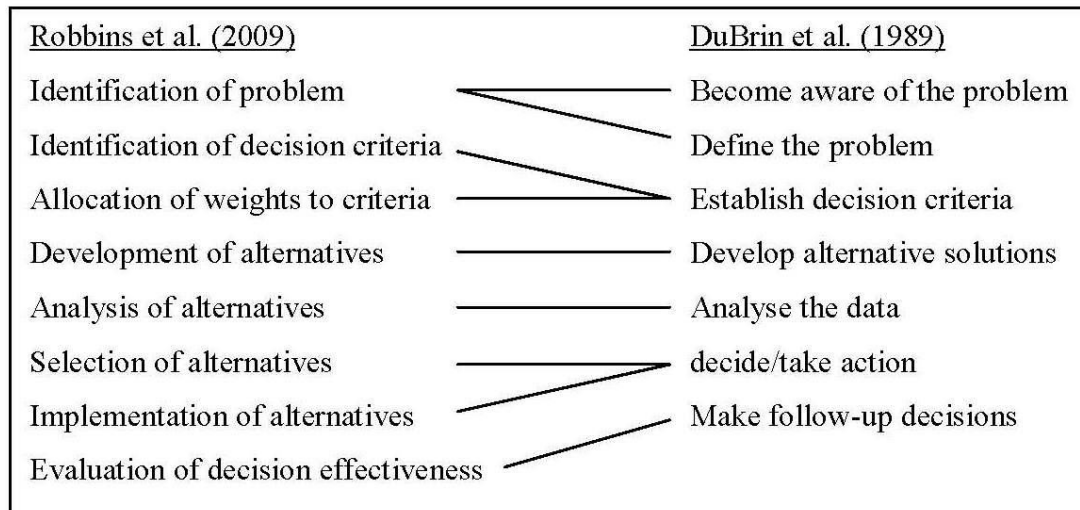 Robbins et al. (2009)
DuBrin et al. (1989)
Identification of problem
Become aware of the problem
Identification of decision criteria
Define the problem
Allocation of weights to criteria
Establish decision criteria
Development of alternatives
Develop alternative solutions
Analysis of alternatives
Analyse the data
Selection of alternatives
decide/take action
Implementation of alternatives
Make follow-up decisions
Evaluation of decision effectiveness